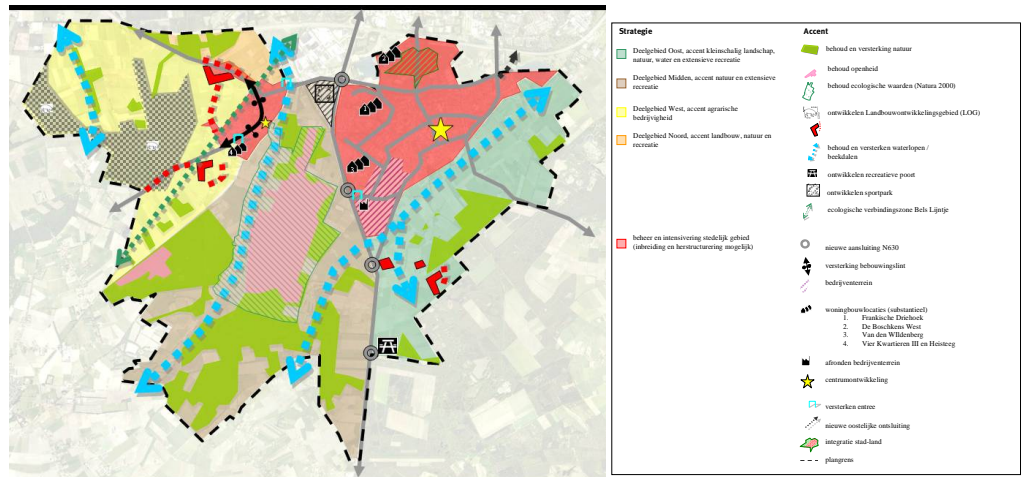 Strategie
Deelgebied Oost, accent kleinschalig landschap,
natuur, water en extensieve recreatie
Deelgebied Midden, accent natuur en extensieve
recreatie
Deelgebied West, accent agrarische
bedrijvigheid
Deelgebied Noord, accent landbouw, natuur en
recreatie
beheer en intensivering stedelijk gebied
(inbreiding en herstructurering mogelijk)
Accent
behoud en versterking natuur
behoud openheid
behoud ecologische waarden (Natura 2000)
ontwikkelen Landbouwontwikkelingsgebied (LOG)
behoud en versterken waterlopen /
beekdalen
ontwikkelen recreatieve poort
ontwikkelen sportpark
ecologische verbindingszone Bels Lijntje
nieuwe aansluiting N630
versterking bebouwingslint
bedrijventerrein
woningbouwlocaties (substantieel)
1. Frankische Driehoek
2. De Boschkens West
3. Van den WIldenberg
4. Vier Kwartieren III en Heisteeg
afronden bedrijventerrein
centrumontwikkeling
versterken entree
nieuwe oostelijke ontsluiting
integratie stad-land
plangrens